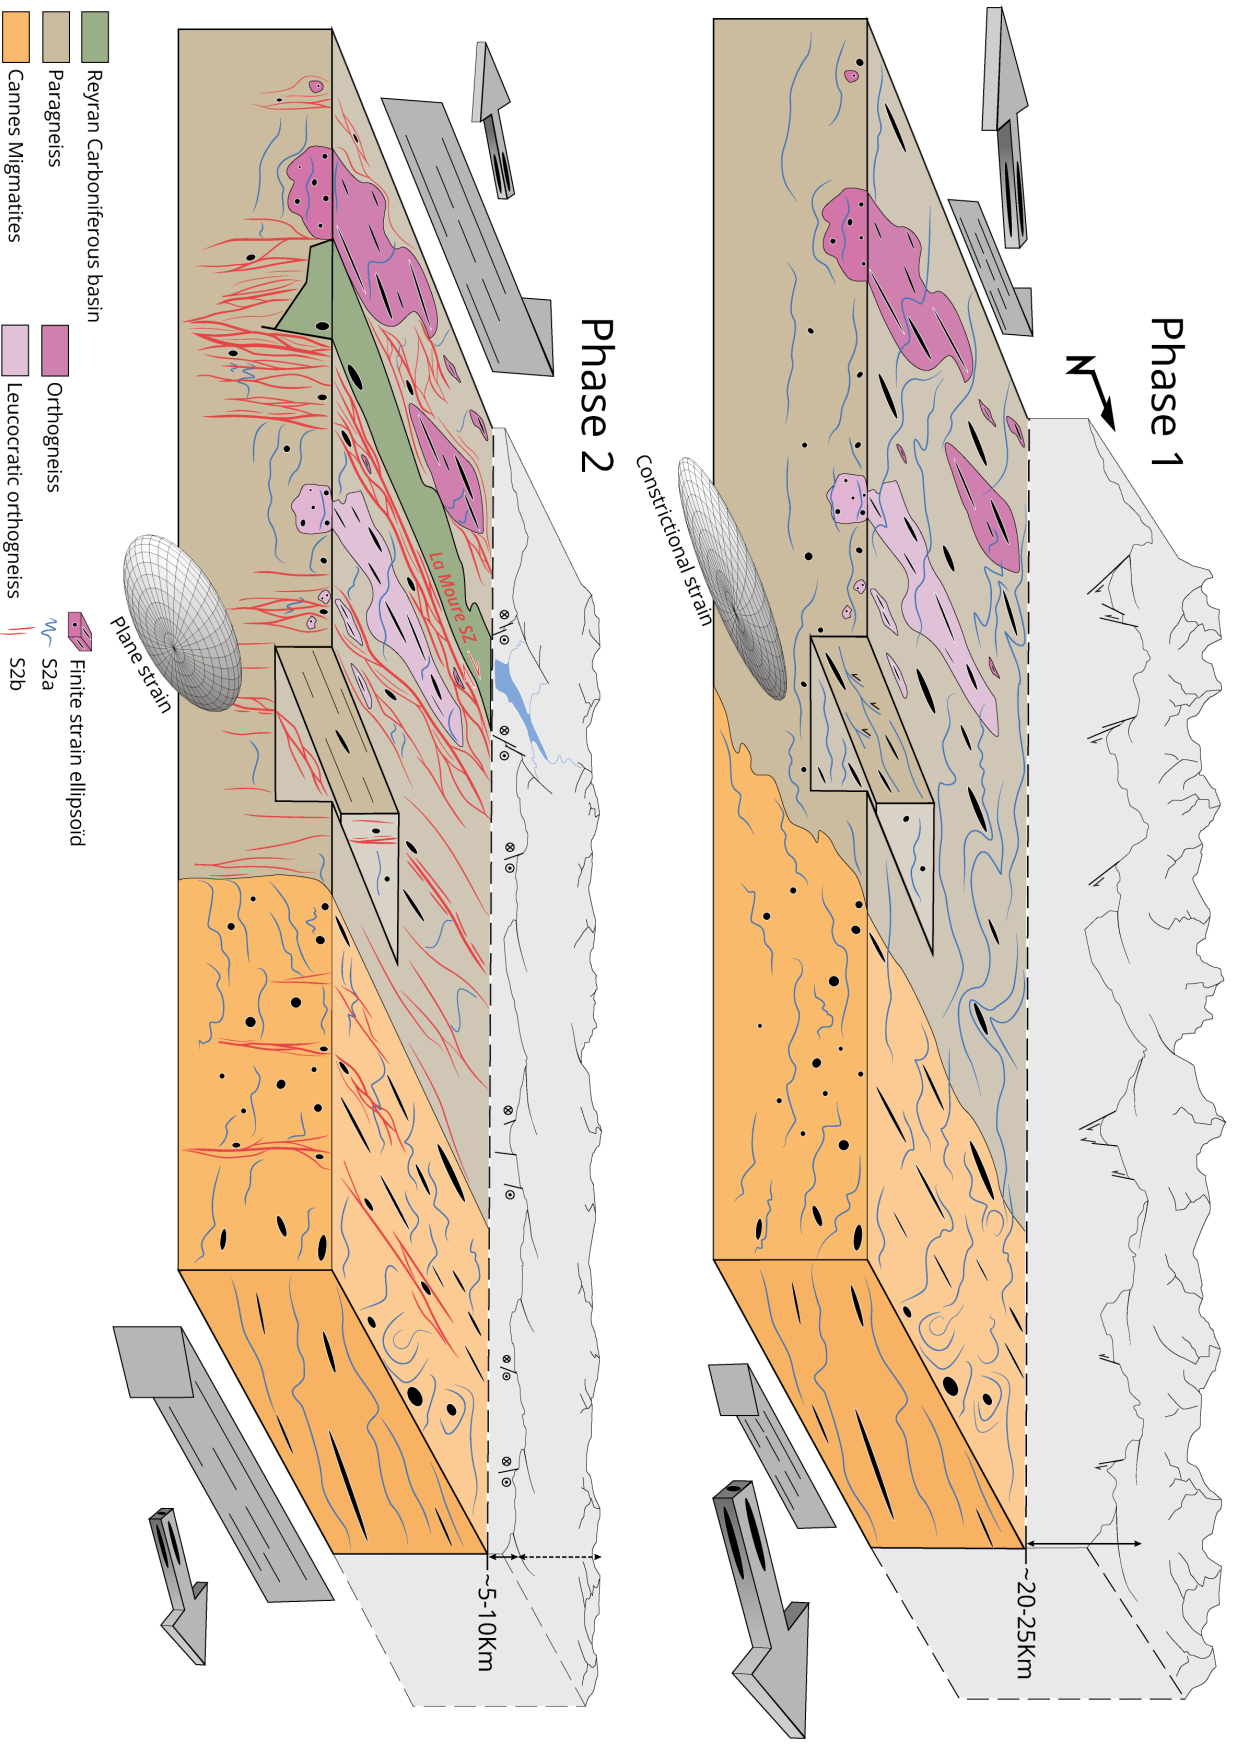 Phase 1
N
~20-25Km
Constrictional strain
Phase 2
La Moure SZ
~5-10Km
Plane strain
Reyran Carboniferous basin
Paragneiss
Cannes Migmatites
Orthogneiss
Leucocratic orthogneiss
Finite strain ellipsoïd
S2a
S2b